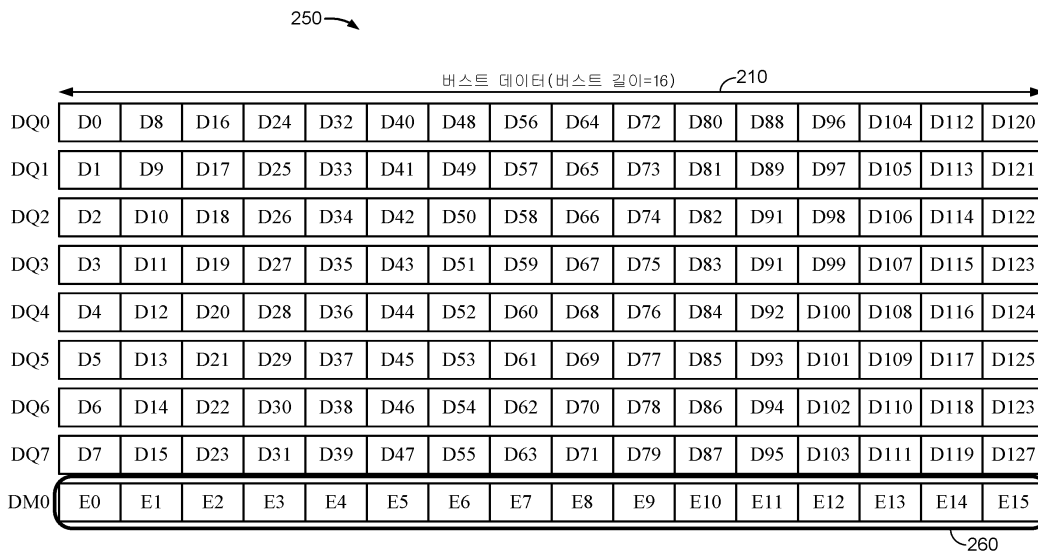 250
버스트 데이터(버스트 길이=16) 210
DQ0 D0 D8 D16 D24 D32 D40 D48 D56 D64 D72 D80 D88 D96 D104 D112 D120
DQ1 D1 D9 D17 D25 D33 D41 D49 D57 D65 D73 D81 D89 D97 D105 D113 D121
DQ2 D2 D10 D18 D26 D34 D42 D50 D58 D66 D74 D82 D91 D98 D106 D114 D122
DQ3 D3 D11 D19 D27 D35 D43 D51 D59 D67 D75 D83 D91 D99 D107 D115 D123
DQ4 D4 D12 D20 D28 D36 D44 D52 D60 D68 D76 D84 D92 D100 D108 D116 D124
DQ5 D5 D13 D21 D29 D37 D45 D53 D61 D69 D77 D85 D93 D101 D109 D117 D125
DQ6 D6 D14 D22 D30 D38 D46 D54 D62 D70 D78 D86 D94 D102 D110 D118 D123
DQ7 D7 D15 D23 D31 D39 D47 D55 D63 D71 D79 D87 D95 D103 D111 D119 D127
DM0 E0 E1 E2 E3 E4 E5 E6 E7 E8 E9 E10 E11 E12 E13 E14 E15
260